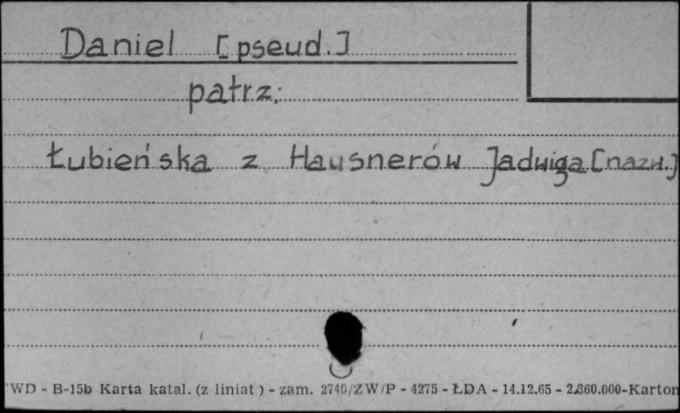 Daniel [pseud.]
patrz:
Łubieńska z Hausnerów Jadwiga [nazw.]
WD - B-15b Karta katal. (z liniat) - zam. 2740/ZW/P - 4275 - ŁDA - 14.12.65 - 2.360.000-Karton